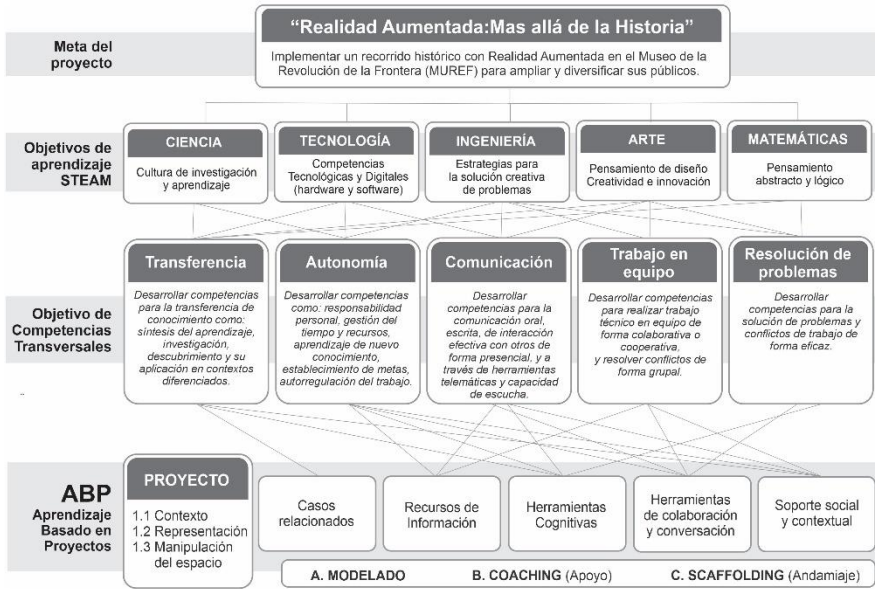 “Realidad Aumentada:Mas allá de la Historia”
Meta del
proyecto
Implementar un recorrido histórico con Realidad Aumentada en el Museo de la
Revolución de la Frontera (MUREF) para ampliar y diversificar sus públicos.
Objetivos de
aprendizaje
STEAM
CIENCIA
Cultura de investigación
y aprendizaje
TECNOLOGÍA
Competencias
Tecnológicas y Digitales
(hardware y software)
INGENIERÍA
Estrategias para
la solución creativa
de problemas
ARTE
Pensamiento de diseño
Creatividad e innovación
MATEMÁTICAS
Pensamiento
abstracto y lógico
Objetivo de
Competencias
Transversales
Transferencia
Desarrollar competencias
para la transferencia de
conocimiento como:
síntesis del aprendizaje,
investigación,
descubrimiento y su
aplicación en contextos
diferenciados.
Autonomía
Desarrollar competencias
como: responsabilidad
personal, gestión del
tiempo y recursos,
aprendizaje de nuevo
conocimiento,
establecimiento de metas,
autorregulación del trabajo.
Comunicación
Desarrollar
competencias para la
comunicación oral,
escrita, de interacción
efectiva con otros de
forma presencial, y a
través de herramientas
telemáticas y capacidad
de escucha.
Trabajo en
equipo
Desarrollar competencias
para realizar trabajo
técnico en equipo de
forma colaborativa o
cooperativa,
y resolver conflictos de
forma grupal.
Resolución de
problemas
Desarrollar
competencias para la
solución de problemas y
conflictos de trabajo de
forma eficaz.
ABP
Aprendizaje
Basado en
Proyectos
PROYECTO
1.1 Contexto
1.2 Representación
1.3 Manipulación
del espacio
Casos
relacionados
Recursos de
Información
Herramientas
Cognitivas
Herramientas
de colaboración
y conversación
Soporte social
y contextual
A. MODELADO B. COACHING (Apoyo) C. SCAFFOLDING (Andamiaje)